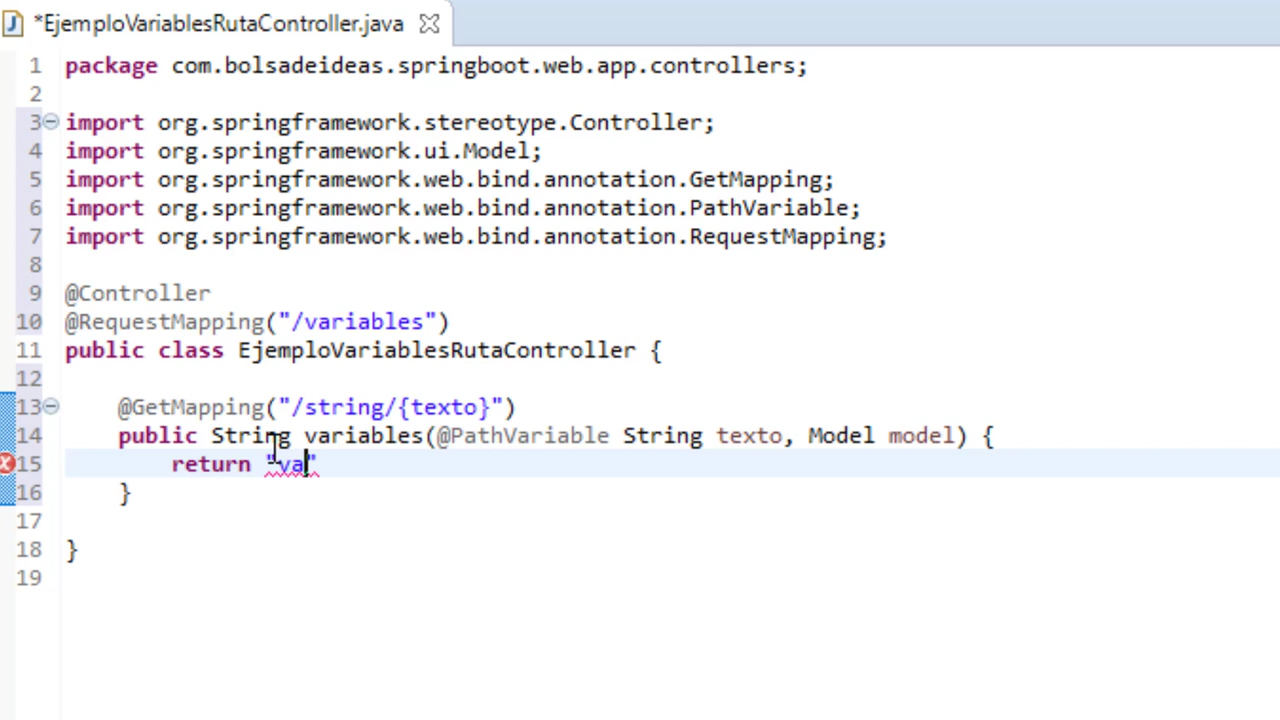 *EjemploVariablesRutaController.java
1 package com.bolsadeideas.springboot.web.app.controllers;
2
3 import org.springframework.stereotype.Controller;
4 import org.springframework.ui.Model;
5 import org.springframework.web.bind.annotation.GetMapping;
6 import org.springframework.web.bind.annotation.PathVariable;
7 import org.springframework.web.bind.annotation.RequestMapping;
8
9 @Controller
10 @RequestMapping("/variables")
11 public class EjemploVariablesRutaController {
12
13 @GetMapping("/string/{texto}")
14 public String variables(@PathVariable String texto, Model model) {
15 return "va"
16 }
17
18 }
19